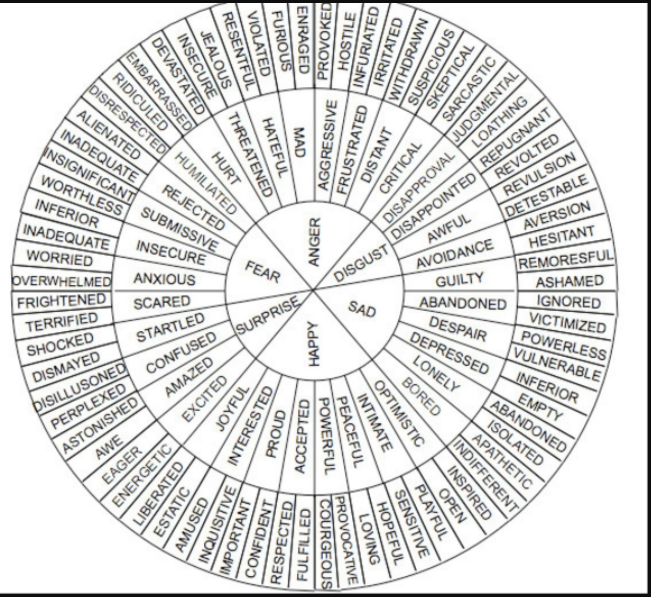 ANGER
DISGUST
SAD
HAPPY
SURPRISE
FEAR
MAD
AGGRESSIVE
FRUSTRATED
DISTANT
CRITICAL
DISAPPROVAL
DISAPPOINTED
AWFUL
AVOIDANCE
GUILTY
ABANDONED
DESPAIR
DEPRESSED
LONELY
BORED
OPTIMISTIC
INTIMATE
PEACEFUL
POWERFUL
ACCEPTED
PROUD
INTERESTED
JOYFUL
EXCITED
AMAZED
CONFUSED
STARTLED
SCARED
ANXIOUS
INSECURE
SUBMISSIVE
REJECTED
HUMILIATED
HURT
THREATENED
HATEFUL
ENRAGED
PROVOKED
HOSTILE
INFURIATED
IRRITATED
WITHDRAWN
SUSPICIOUS
SKEPTICAL
SARCASTIC
JUDGMENTAL
LOATHING
REPUGNANT
REVOLTED
REVULSION
DETESTABLE
AVERSION
HESITANT
REMORESFUL
ASHAMED
IGNORED
VICTIMIZED
POWERLESS
VULNERABLE
INFERIOR
EMPTY
ABANDONED
ISOLATED
APATHETIC
INDIFFERENT
INSPIRED
OPEN
PLAYFUL
SENSITIVE
HOPEFUL
LOVING
PROVOCATIVE
COURGEOUS
FULFILLED
RESPECTED
CONFIDENT
IMPORTANT
INQUISITIVE
AMUSED
ESTATIC
LIBERATED
ENERGETIC
EAGER
AWE
ASTONISHED
PERPLEXED
DISILLUSONED
DISMAYED
SHOCKED
TERRIFIED
FRIGHTENED
OVERWHELMED
WORRIED
INADEQUATE
INFERIOR
WORTHLESS
INSIGNIFICANT
INADEQUATE
ALIENATED
DISRESPECTED
RIDICULED
EMBARRASSED
DEVASTATED
INSECURE
JEALOUS
RESENTFUL
VIOLATED
FURIOUS